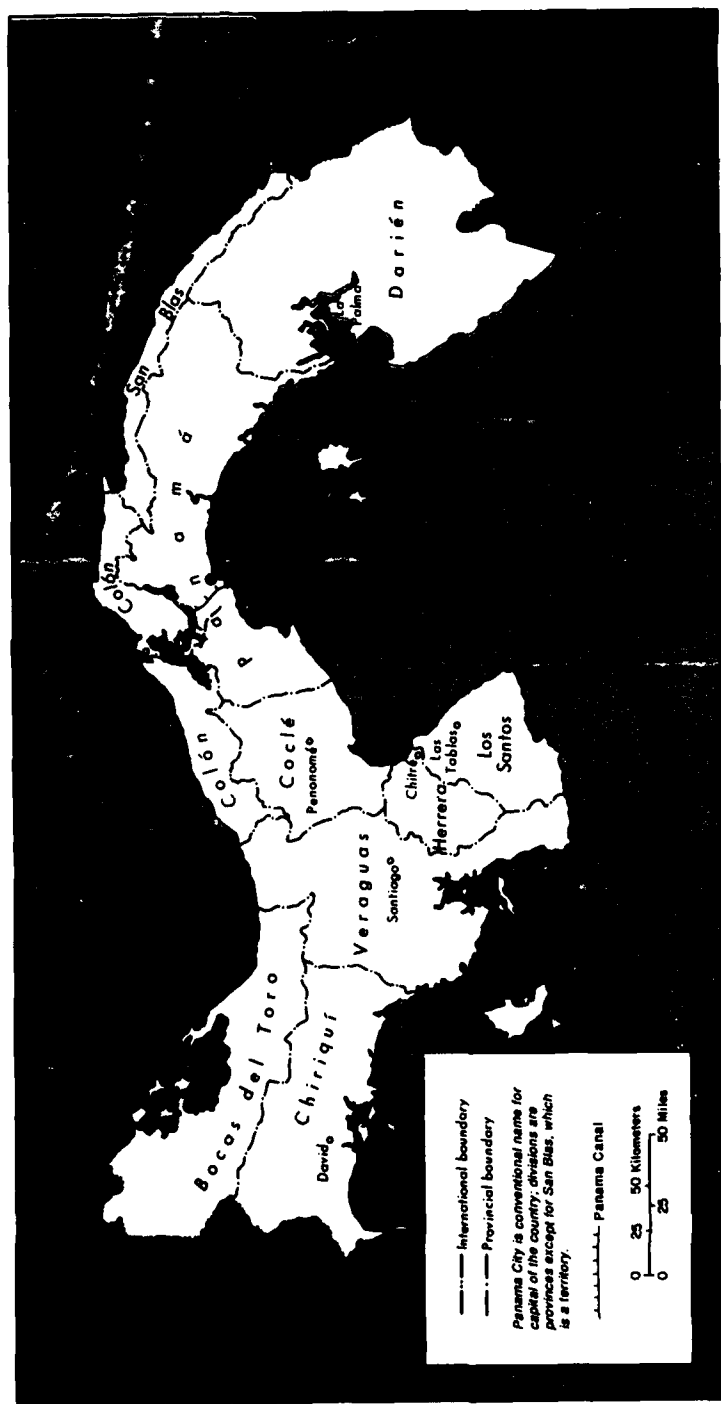 Bocas del Toro
Chiriquí
David
Veraguas
Santiago
Colón
Coclé
Penonomé
Chitré
Herrera
Las
Tablas
Los
Santos
Colón
Panamá
San Blas
La
Palma
Darién
International boundary
Provincial boundary
Panama City is conventional name for
capital of the country; divisions are
provinces except for San Blas, which
is a territory.
Panama Canal
0 25 50 Kilometers
0 25 50 Miles